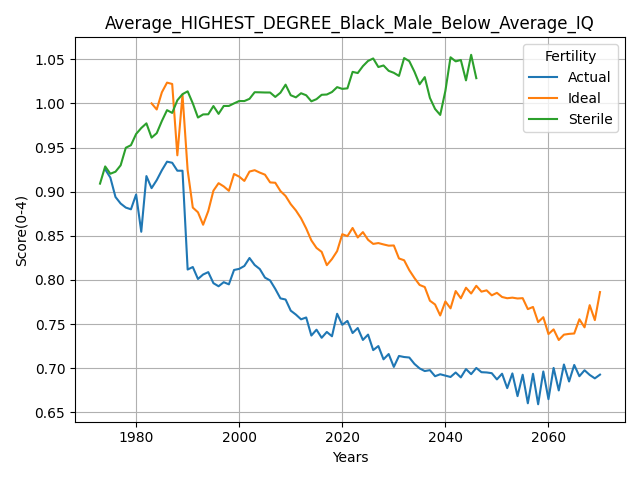 Average_HIGHEST_DEGREE_Black_Male_Below_Average_IQ
Fertility
Actual
Ideal
Sterile
Score(0-4)
1.05
1.00
0.95
0.90
0.85
0.80
0.75
0.70
0.65
1980
2000
2020
2040
2060
Years